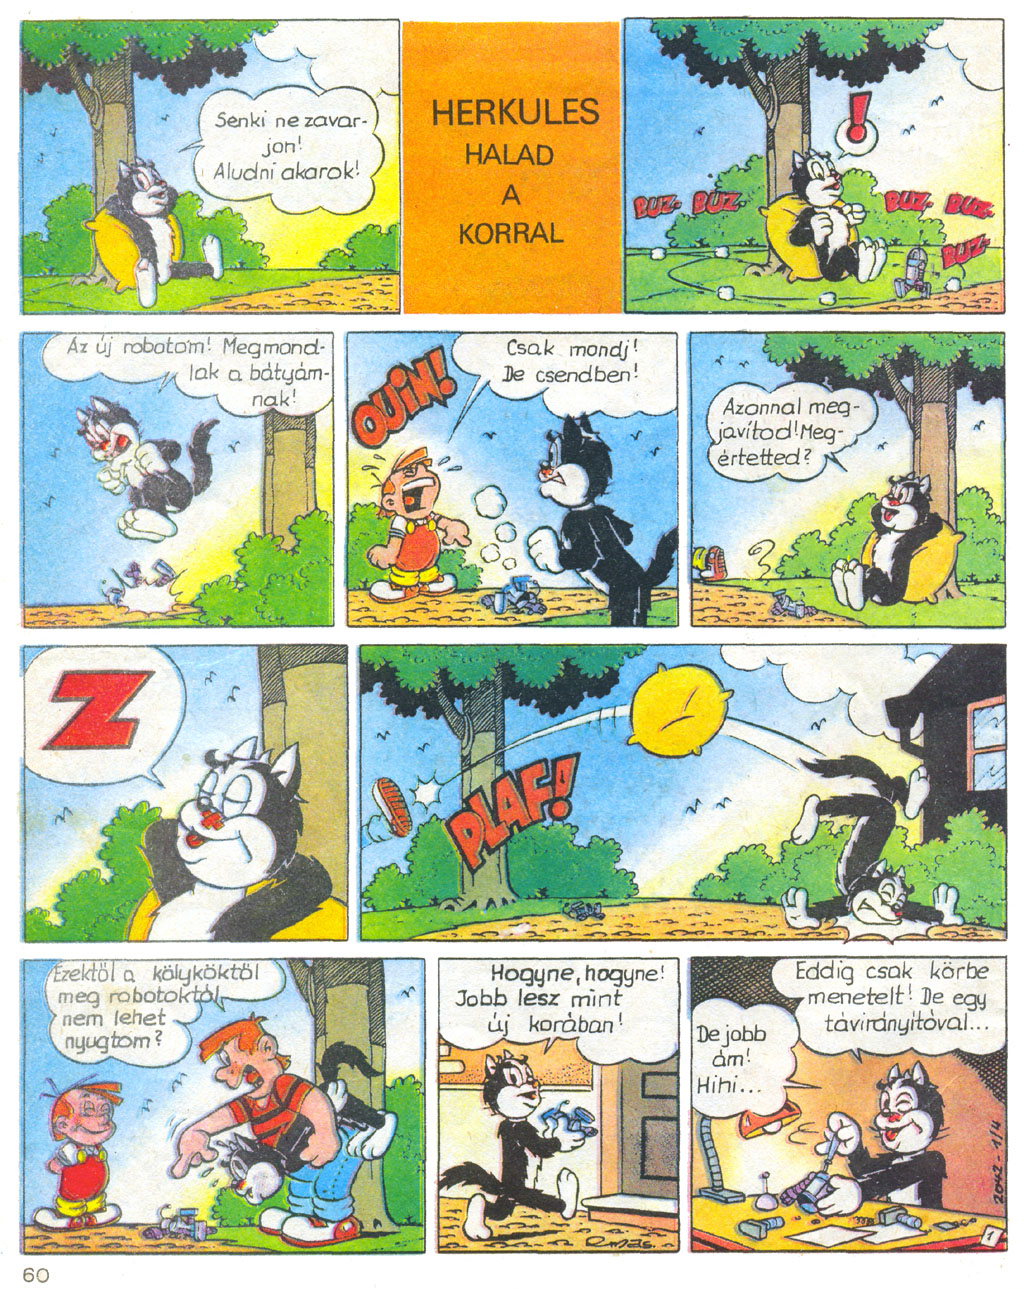 Senki ne zavar-
jon!
Aludni akarok!
HERKULES
HALAD
A
KORRAL
!
BUZ- BUZ
BUZ- BUZ-
BUZ-
Az új robotom! Megmond-
lak a bátyám-
nak!
OUIN!
Csak mondj!
De csendben!
Azonnal meg-
javítod! Meg-
értetted?
Z
PLAF!
Ezektől a kölyköktől
meg robotoktól
nem lehet
nyugtom?
Hogyne, hogyne!
Jobb lesz mint
új korában!
De jobb
ám!
Hihi...
Eddig csak körbe
menetelt! De egy
távirányítóval...
2042-1/4
1
60